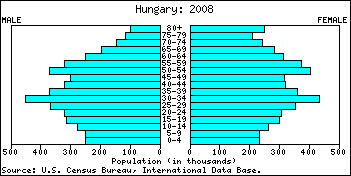 Hungary: 2008
MALE
FEMALE
80+
75-79
70-74
65-69
60-64
55-59
50-54
45-49
40-44
35-39
30-34
25-29
20-24
15-19
10-14
5-9
0-4
500 400 300 200 100 0 0 100 200 300 400 500
Population (in thousands)
Source: U.S. Census Bureau, International Data Base.